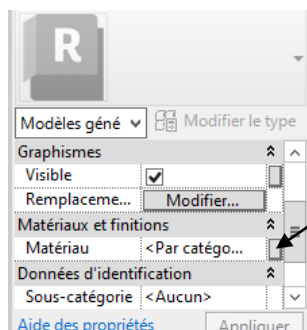 R
Modèles géné
Modifier le type
Graphismes
Visible
Remplaceme... Modifier...
Matériaux et finitions
Matériau <Par catégo...
Données d'identification
Sous-catégorie <Aucun>
Aide des propriétés Appliquer